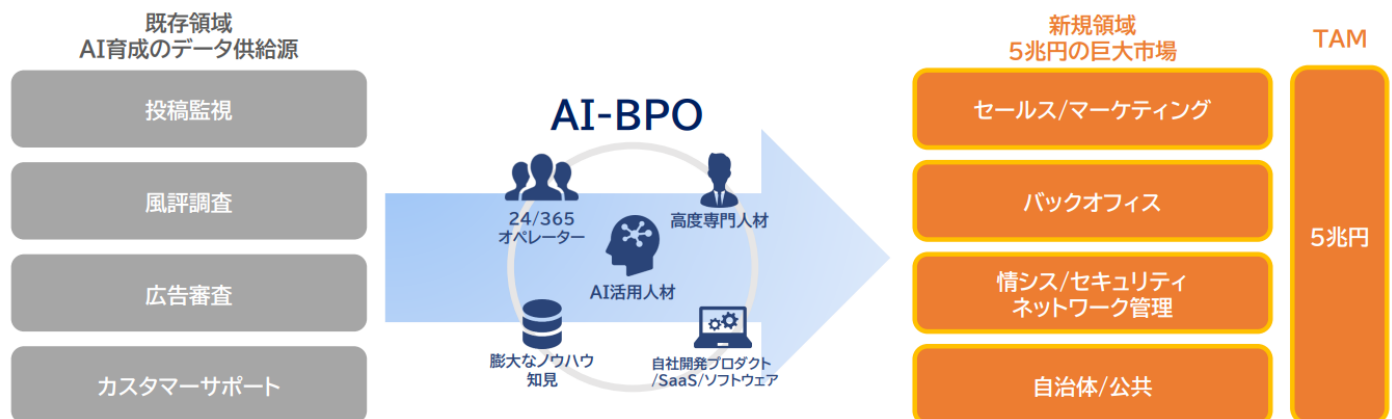 既存領域
AI育成のデータ供給源
投稿監視
風評調査
広告審査
カスタマーサポート
AI-BPO
24/365
オペレーター
高度専門人材
AI活用人材
膨大なノウハウ
知見
自社開発プロダクト
/SaaS/ソフトウェア
新規領域
5兆円の巨大市場
セールス/マーケティング
バックオフィス
情シス/セキュリティ
ネットワーク管理
自治体/公共
TAM
5兆円